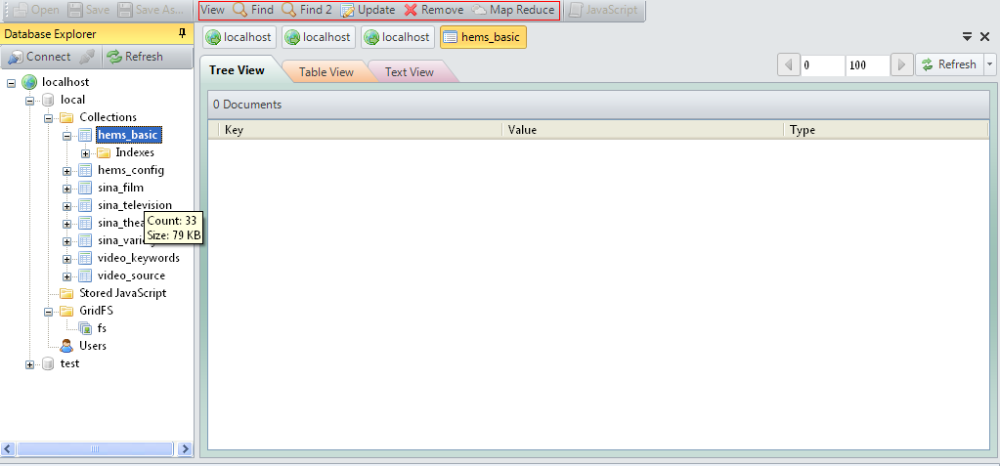 Open Save Save As... View Find Find 2 Update Remove Map Reduce JavaScript
Database Explorer
localhost localhost localhost hems_basic
Connect Refresh
Tree View Table View Text View 0 100 Refresh
localhost
local
Collections
hems_basic
Indexes
hems_config
sina_film
sina_television
sina_thea
sina_variety
video_keywords
video_source
Stored JavaScript
GridFS
fs
Users
test
Count: 33
Size: 79 KB
0 Documents
Key Value Type